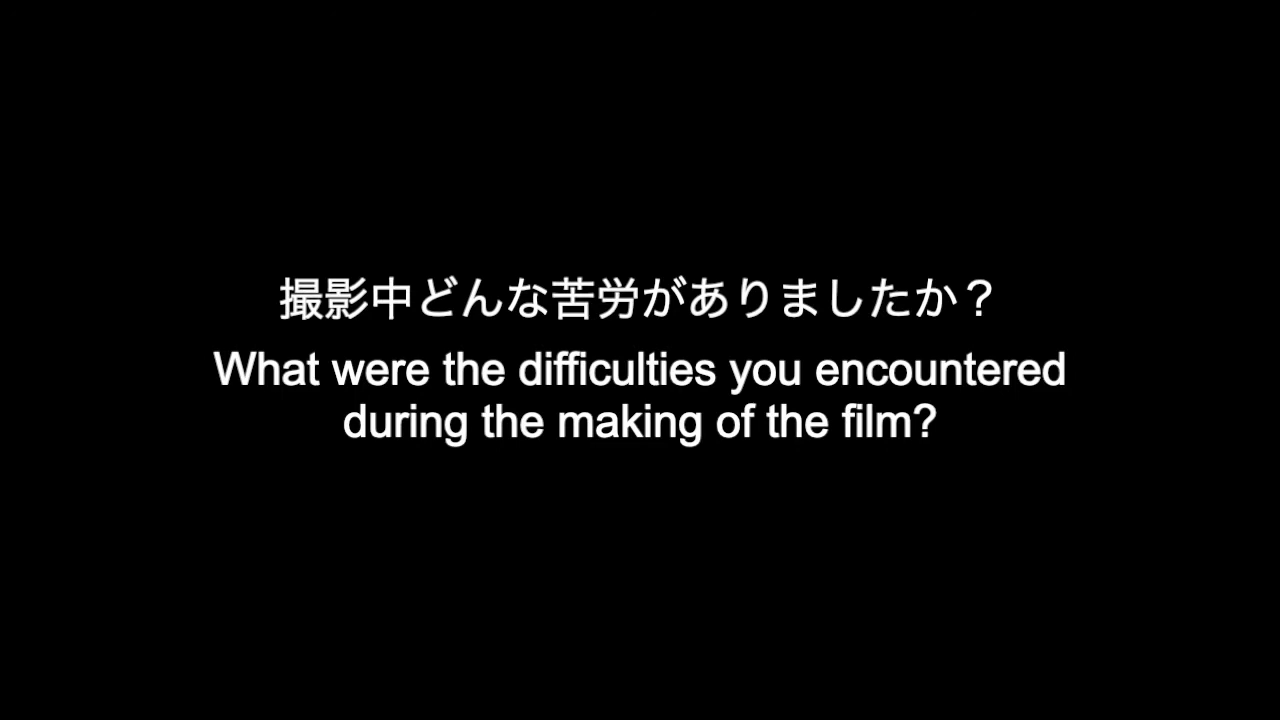 撮影中どんな苦労がありましたか？
What were the difficulties you encountered
during the making of the film?